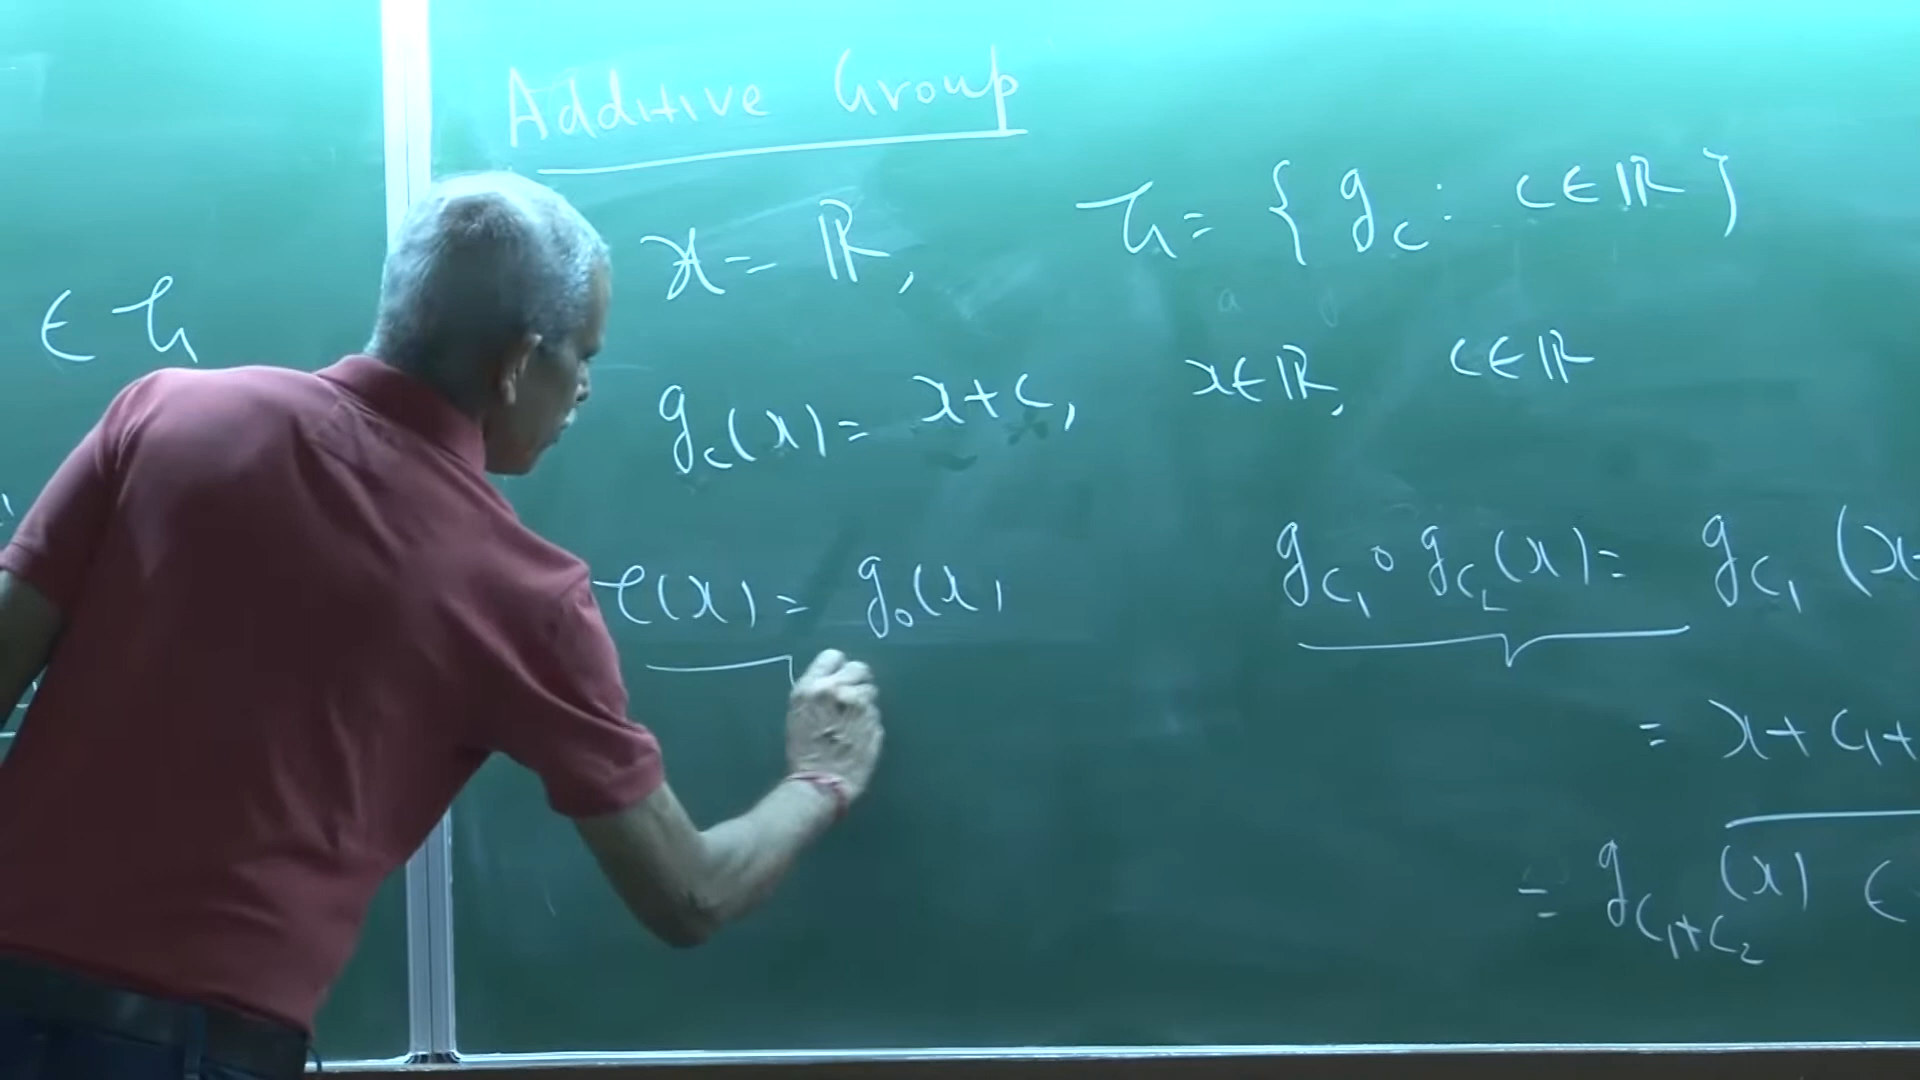 Additive Group
𝒳 = ℝ, 𝒢 = { g_c : c ∈ ℝ }
∈ 𝒢
g_c(x) = x + c, x ∈ ℝ, c ∈ ℝ
e(x) = g_0(x)
g_{c_1} ∘ g_{c_2}(x) = g_{c_1} (x+
= x + c_1 +
= g_{c_1+c_2}(x) ∈